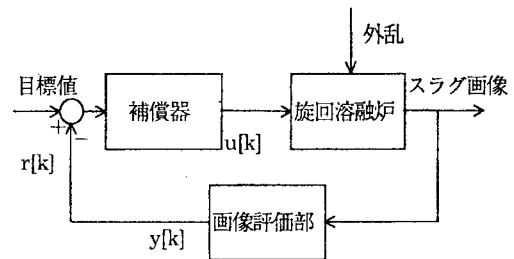 外乱
目標値
スラグ画像
補償器
旋回溶融炉
+
−
u[k]
r[k]
画像評価部
y[k]